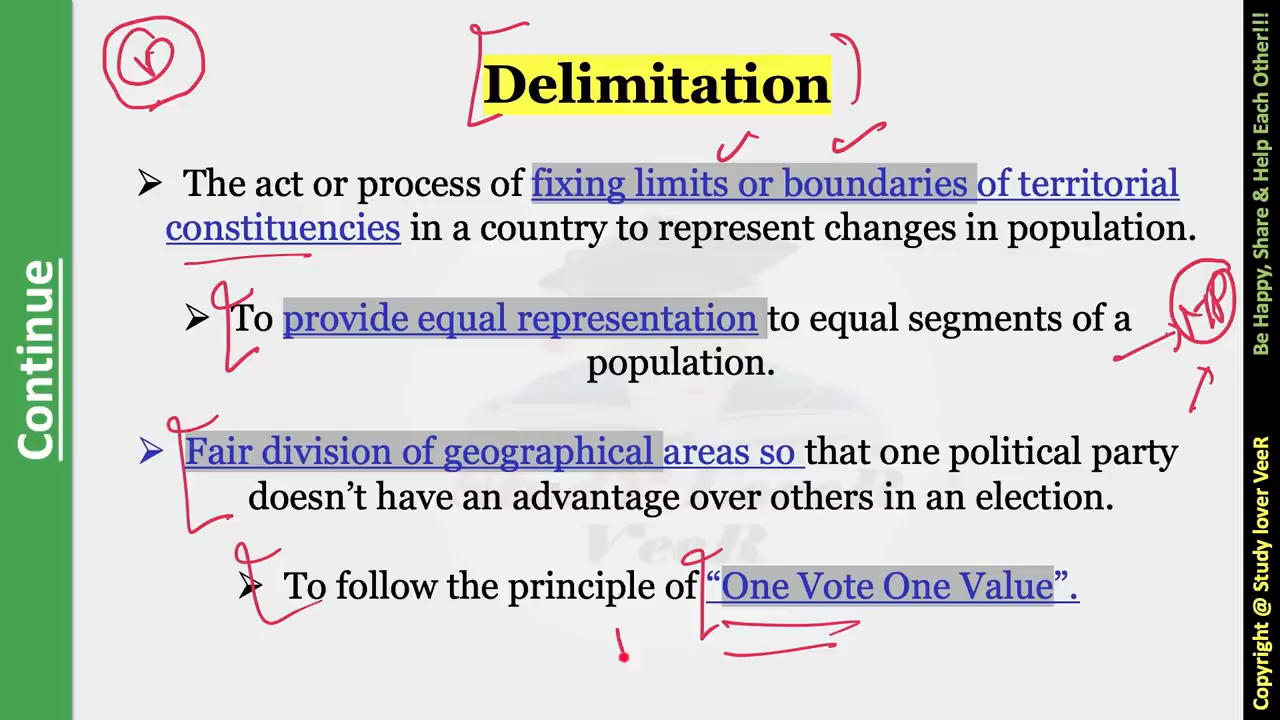 Delimitation
➤ The act or process of fixing limits or boundaries of territorial
constituencies in a country to represent changes in population.
➤ To provide equal representation to equal segments of a
population.
➤ Fair division of geographical areas so that one political party
doesn’t have an advantage over others in an election.
➤ To follow the principle of “One Vote One Value”.
Continue
Copyright @ Study lover VeeR
Be Happy, Share & Help Each Other!!!
VeeR